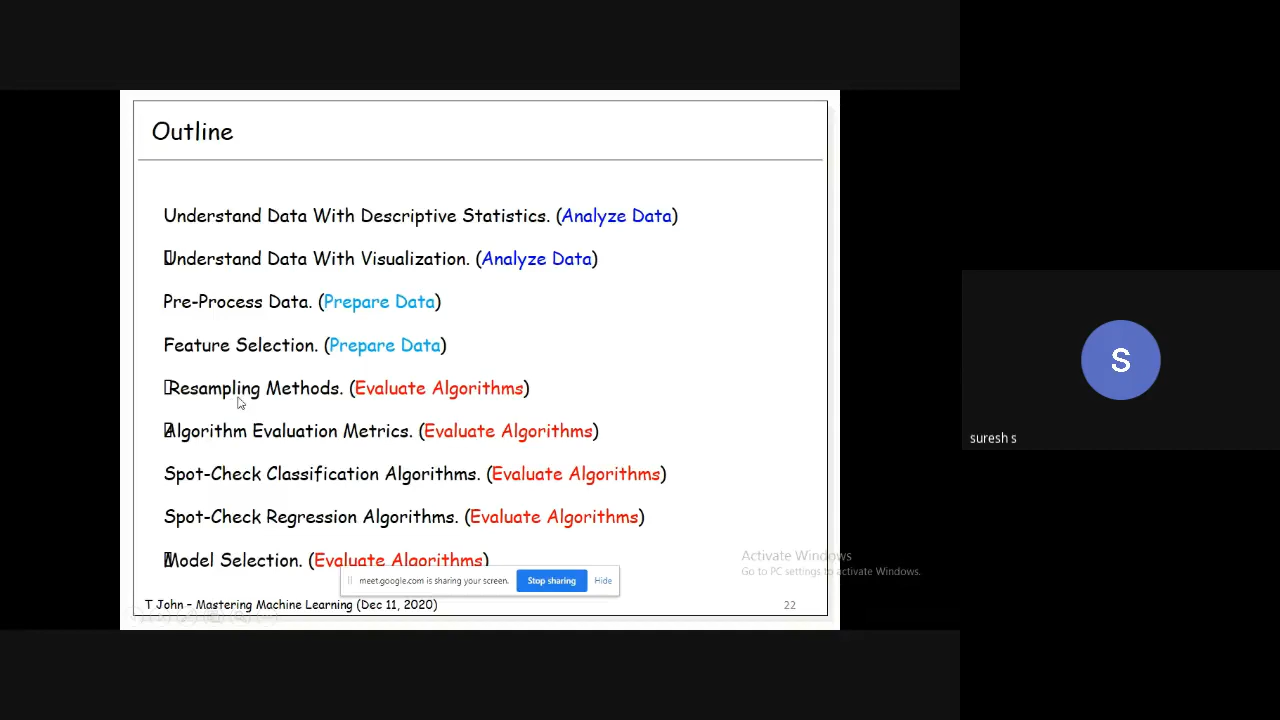 Outline
Understand Data With Descriptive Statistics. (Analyze Data)
Understand Data With Visualization. (Analyze Data)
Pre-Process Data. (Prepare Data)
Feature Selection. (Prepare Data)
Resampling Methods. (Evaluate Algorithms)
Algorithm Evaluation Metrics. (Evaluate Algorithms)
Spot-Check Classification Algorithms. (Evaluate Algorithms)
Spot-Check Regression Algorithms. (Evaluate Algorithms)
Model Selection. (Evaluate Algorithms)
meet.google.com is sharing your screen. Stop sharing Hide
T John – Mastering Machine Learning (Dec 11, 2020) 22
Activate Windows
Go to PC settings to activate Windows.
S
suresh s